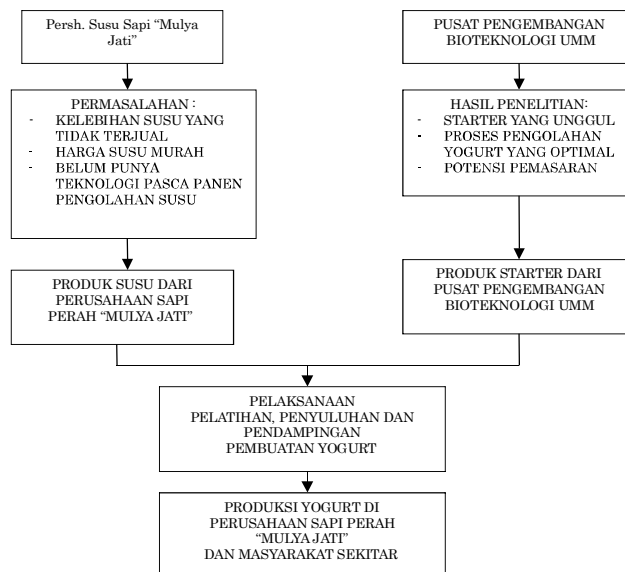 Persh. Susu Sapi “Mulya
Jati”
PUSAT PENGEMBANGAN
BIOTEKNOLOGI UMM
PERMASALAHAN :
- KELEBIHAN SUSU YANG
TIDAK TERJUAL
- HARGA SUSU MURAH
- BELUM PUNYA
TEKNOLOGI PASCA PANEN
PENGOLAHAN SUSU
HASIL PENELITIAN:
- STARTER YANG UNGGUL
- PROSES PENGOLAHAN
YOGURT YANG OPTIMAL
- POTENSI PEMASARAN
PRODUK SUSU DARI
PERUSAHAAN SAPI
PERAH “MULYA JATI”
PRODUK STARTER DARI
PUSAT PENGEMBANGAN
BIOTEKNOLOGI UMM
PELAKSANAAN
PELATIHAN, PENYULUHAN DAN
PENDAMPINGAN
PEMBUATAN YOGURT
PRODUKSI YOGURT DI
PERUSAHAAN SAPI PERAH
“MULYA JATI”
DAN MASYARAKAT SEKITAR